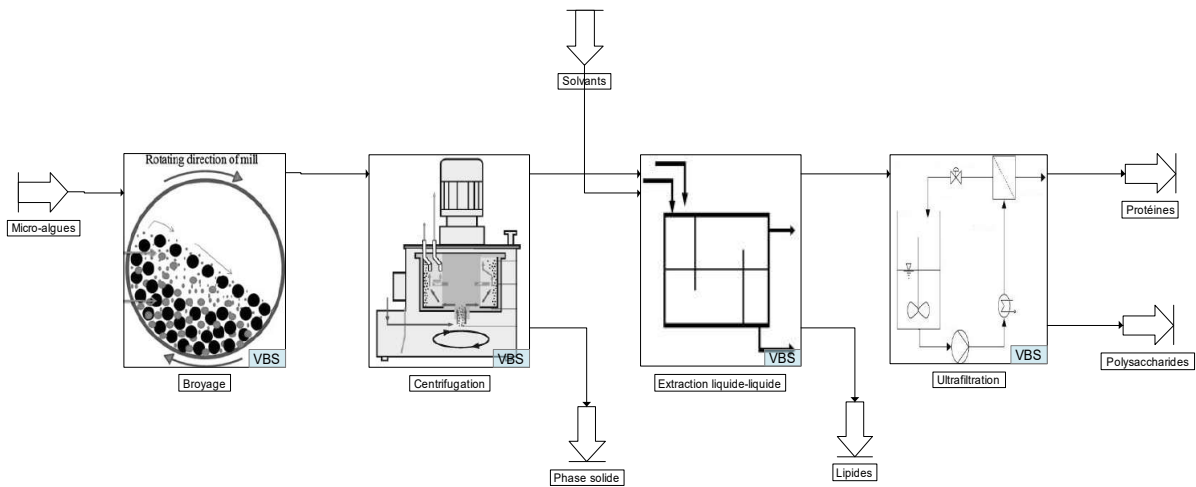 Solvants
Rotating direction of mill
Micro-algues
VBS
Broyage
VBS
Centrifugation
VBS
Extraction liquide-liquide
VBS
Ultrafiltration
Protéines
Polysaccharides
Phase solide
Lipides